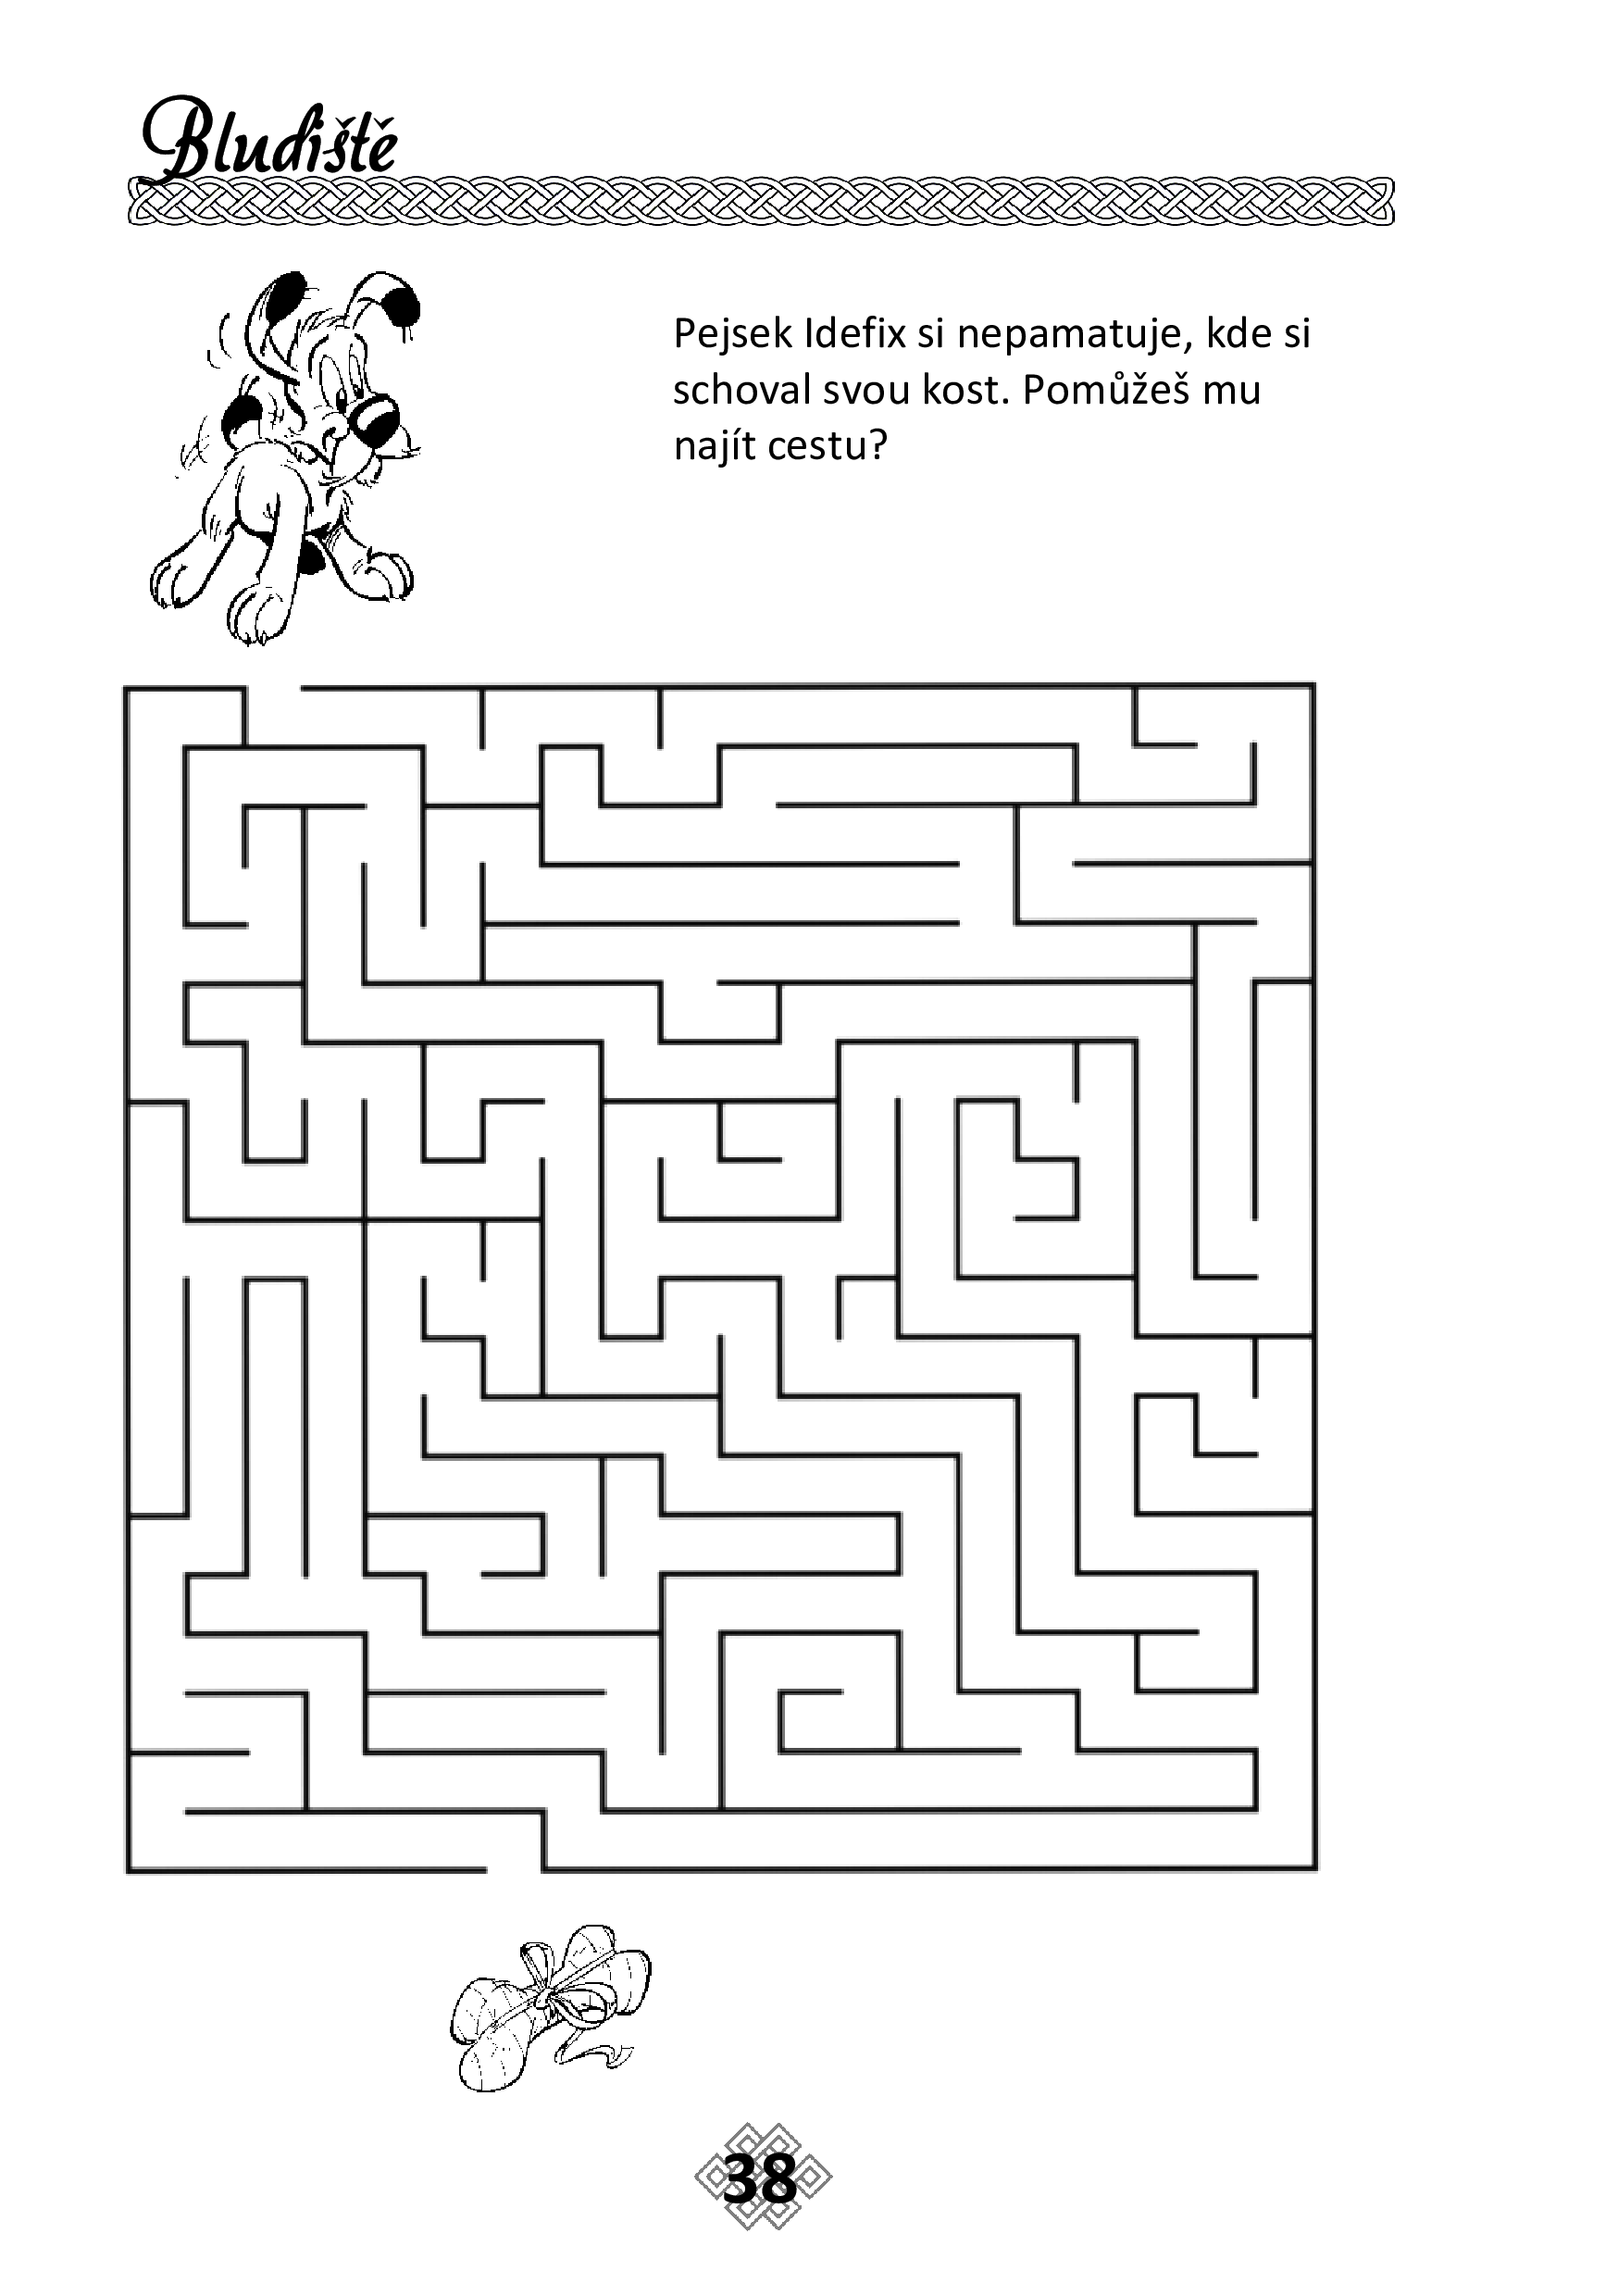 Bludiště
Pejsek Idefix si nepamatuje, kde si
schoval svou kost. Pomůžeš mu
najít cestu?
38